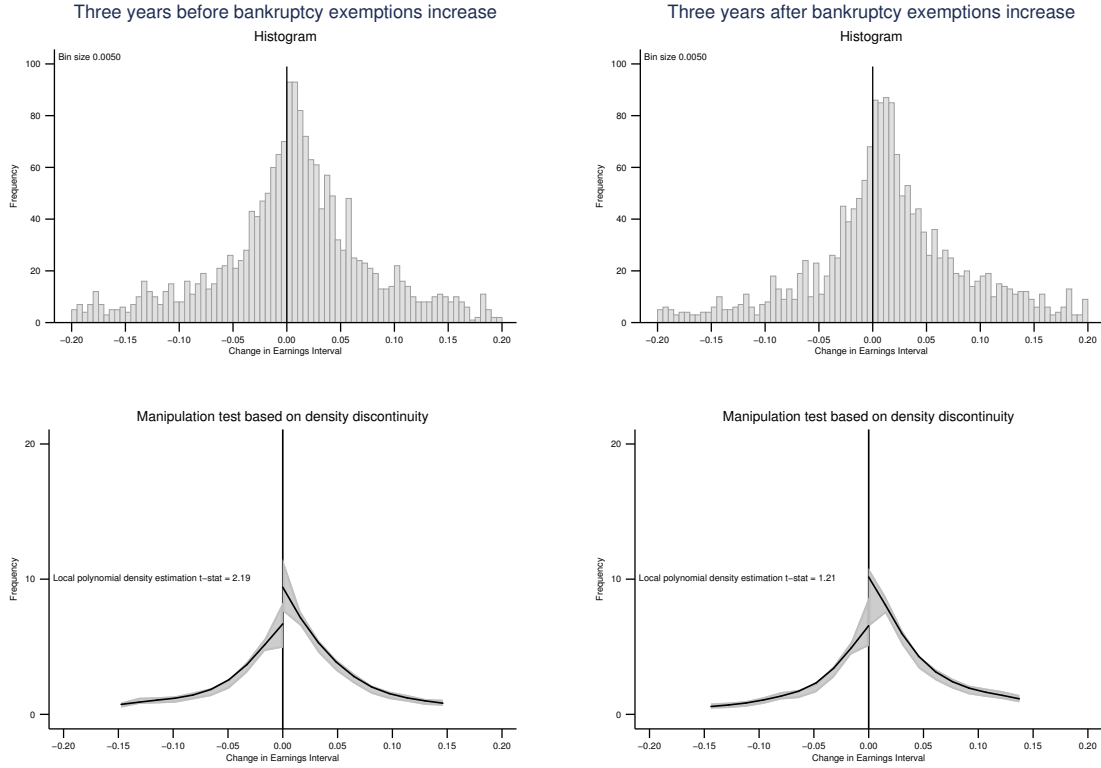 Three years before bankruptcy exemptions increase
Histogram
Bin size 0.0050
100
80
60
40
20
0
Frequency
−0.20 −0.15 −0.10 −0.05 0.00 0.05 0.10 0.15 0.20
Change in Earnings Interval
Three years after bankruptcy exemptions increase
Histogram
Bin size 0.0050
100
80
60
40
20
0
Frequency
−0.20 −0.15 −0.10 −0.05 0.00 0.05 0.10 0.15 0.20
Change in Earnings Interval
Manipulation test based on density discontinuity
20
10
0
Frequency
Local polynomial density estimation t−stat = 2.19
−0.20 −0.15 −0.10 −0.05 0.00 0.05 0.10 0.15 0.20
Change in Earnings Interval
Manipulation test based on density discontinuity
20
10
0
Frequency
Local polynomial density estimation t−stat = 1.21
−0.20 −0.15 −0.10 −0.05 0.00 0.05 0.10 0.15 0.20
Change in Earnings Interval